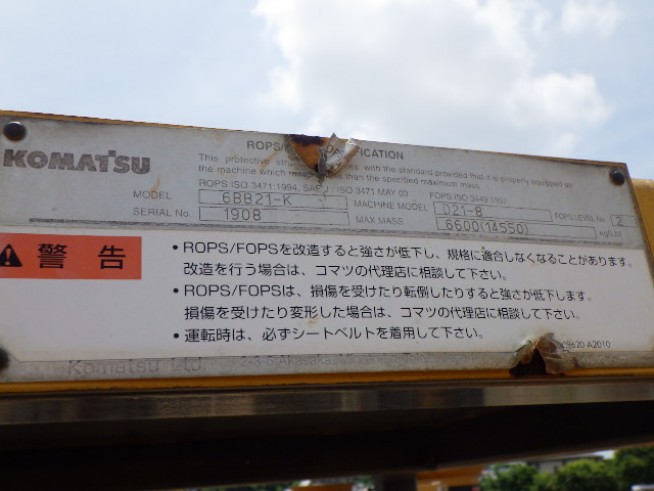 KOMATSU
ROPS/ CATION
This protective with the standard provided that it is properly equipped on
the machine which than the specified maximum mass.
ROPS:ISO 3471:1994, SAE J / ISO 3471 MAY 03 FOPS:ISO 3449:1992
MODEL 6BB21-K MACHINE MODEL D21-8 FOPS LEVEL No. 2
SERIAL No. 1908 MAX.MASS 6600(14550) kg(Lb)
警告
• ROPS/FOPSを改造すると強さが低下し、規格に適合しなくなることがあります。
改造を行う場合は、コマツの代理店に相談して下さい。
• ROPS/FOPSは、損傷を受けたり転倒したりすると強さが低下します。
損傷を受けたり変形した場合は、コマツの代理店に相談して下さい。
• 運転時は、必ずシートベルトを着用して下さい。
9620-A2010
Komatsu Ltd.